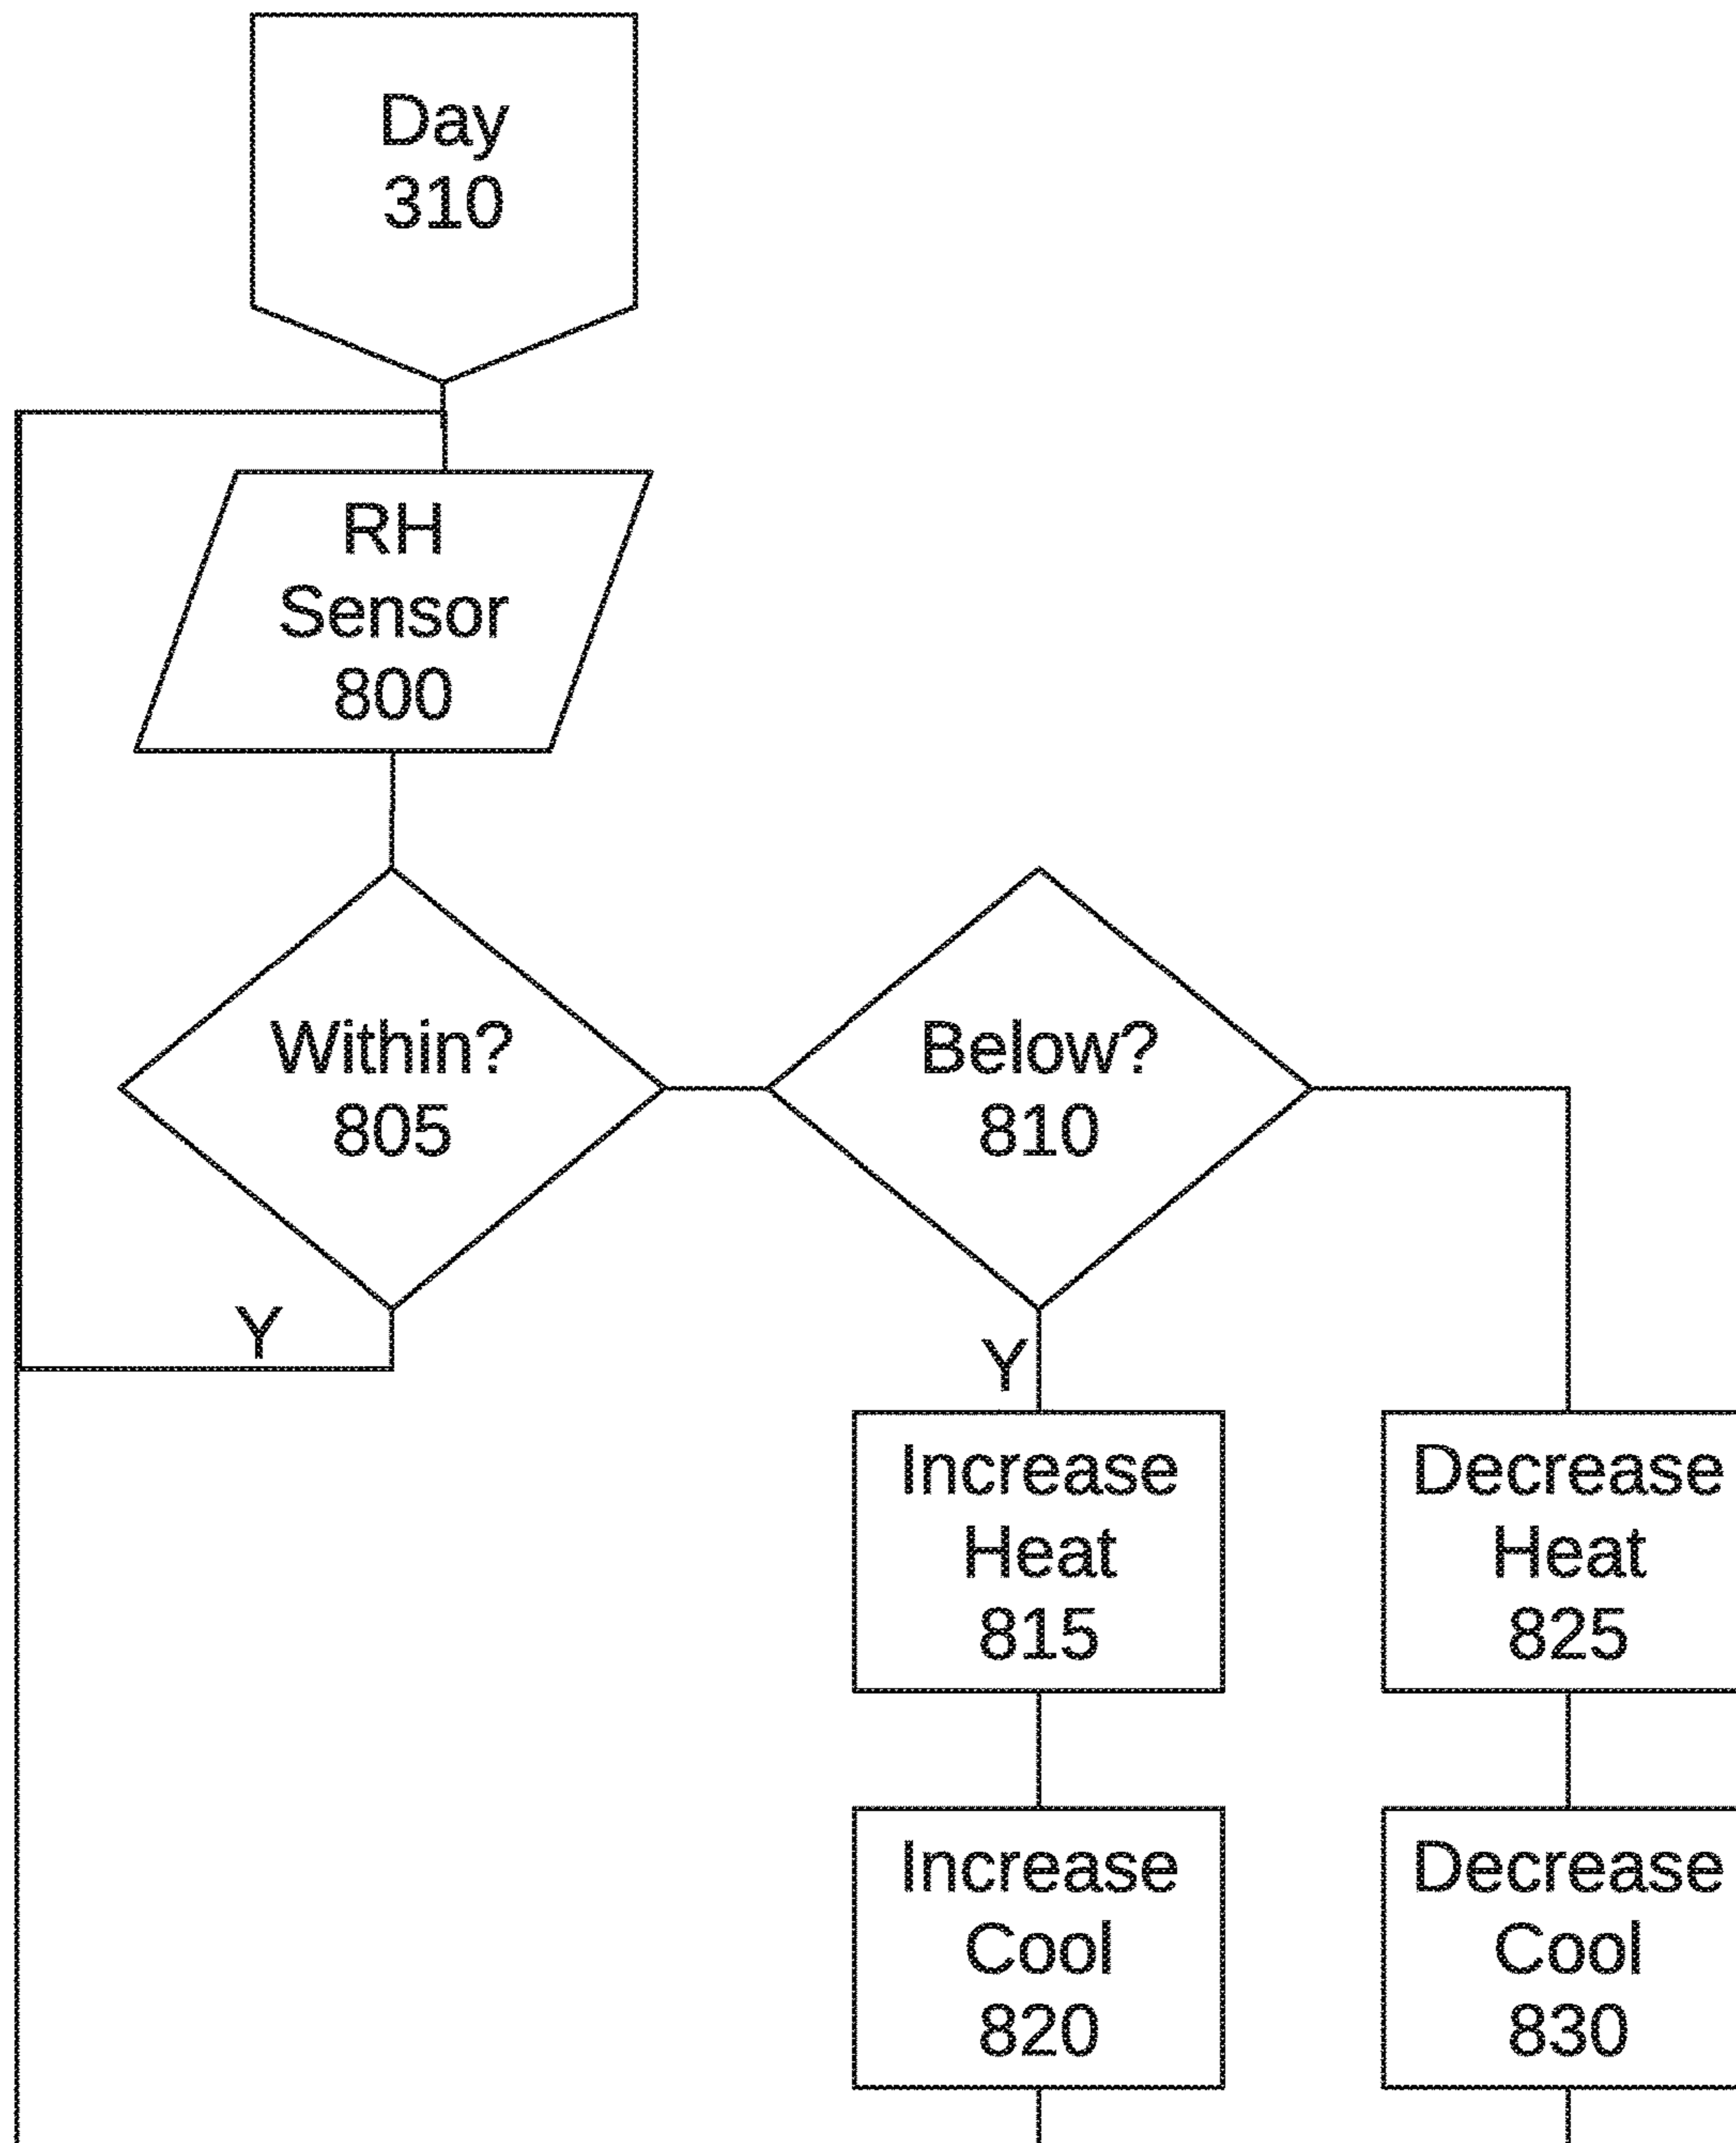 Day
310
RH
Sensor
800
Within?
805
Below?
810
Y
Y
Increase
Heat
815
Decrease
Heat
825
Increase
Cool
820
Decrease
Cool
830